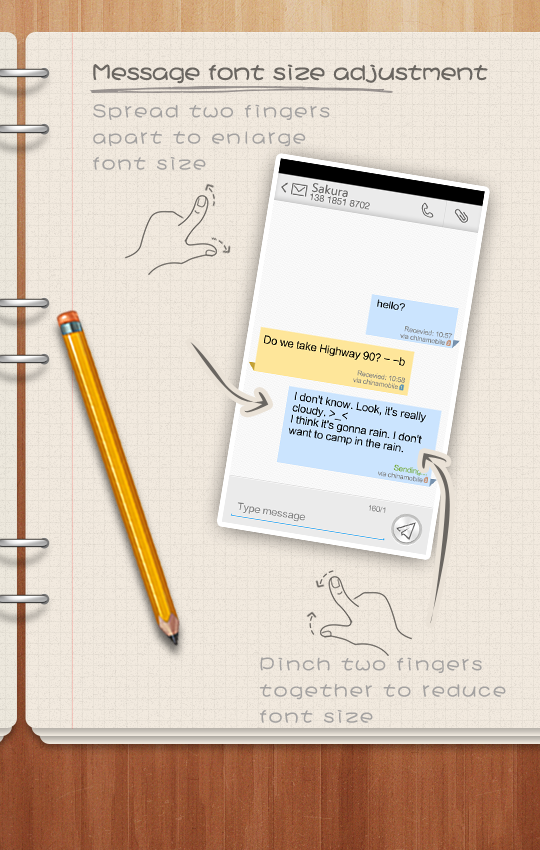 Message font size adjustment
Spread two fingers
apart to enlarge
font size
Sakura
138 1851 8702
hello?
Received: 10:57
via chinamobile
Do we take Highway 90? ~ ~b
Received: 10:58
via chinamobile
I don't know. Look, it's really
cloudy. >_<
I think it's gonna rain. I don't
want to camp in the rain.
Sending...
via chinamobile
160/1
Type message
Pinch two fingers
together to reduce
font size